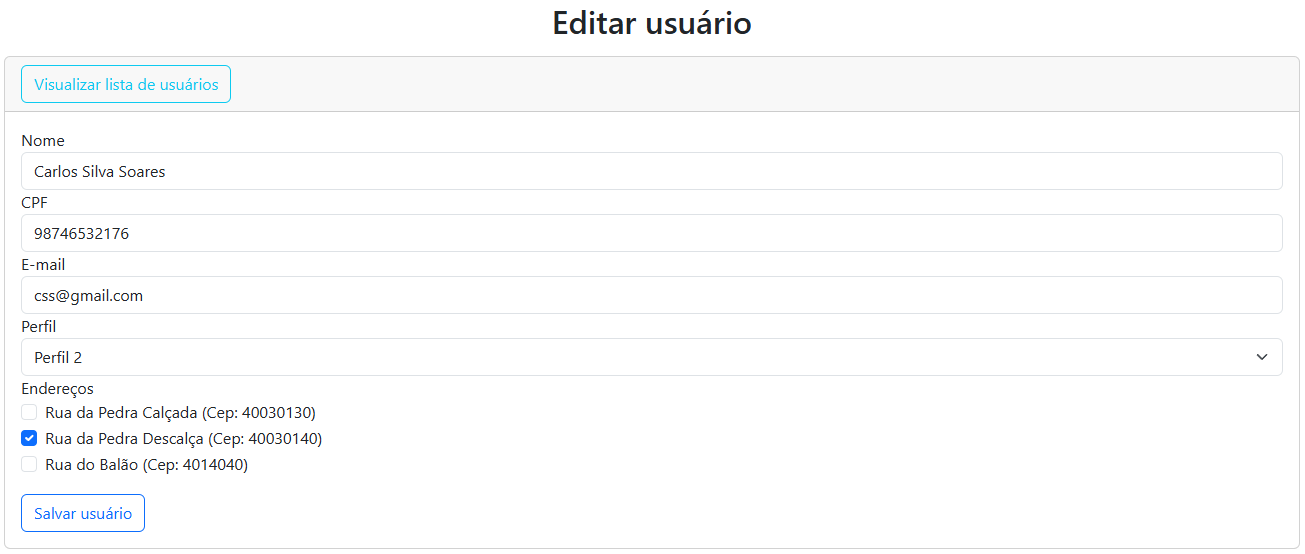 Editar usuário
Visualizar lista de usuários
Nome
Carlos Silva Soares
CPF
98746532176
E-mail
css@gmail.com
Perfil
Perfil 2
Endereços
Rua da Pedra Calçada (Cep: 40030130)
Rua da Pedra Descalça (Cep: 40030140)
Rua do Balão (Cep: 4014040)
Salvar usuário